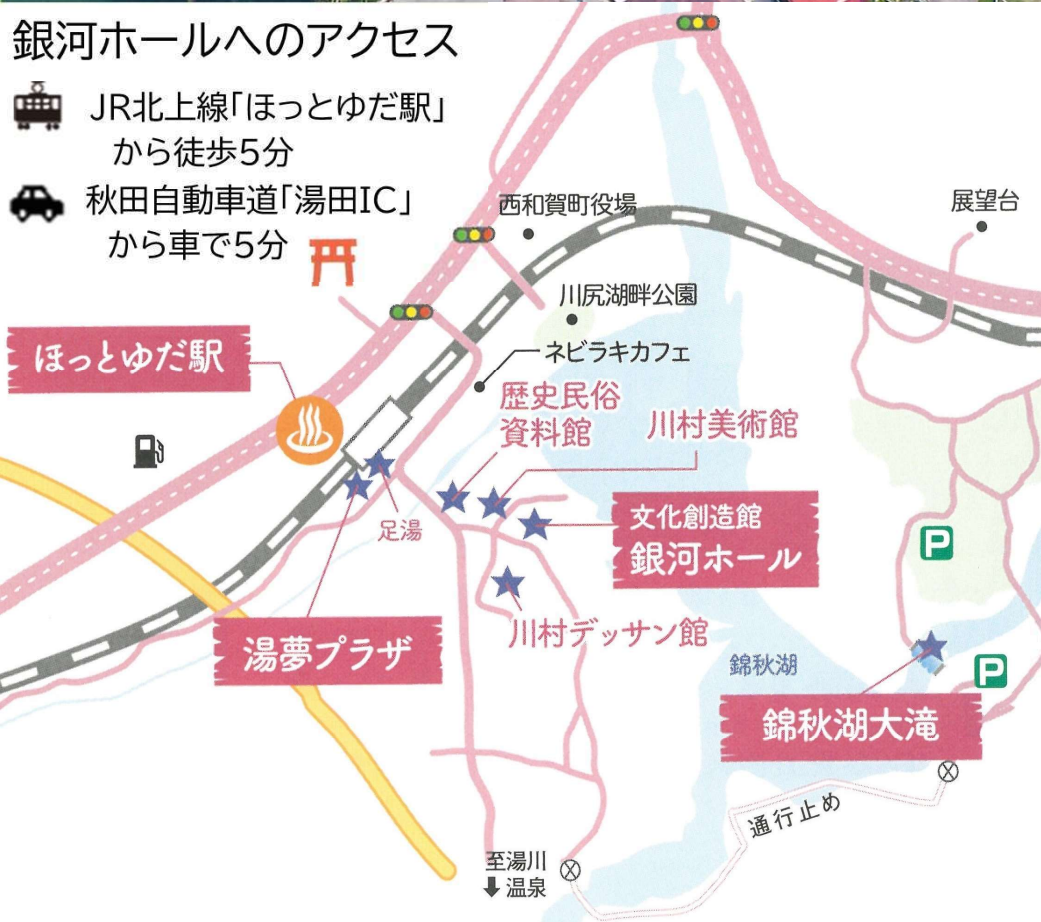 銀河ホールへのアクセス
JR北上線「ほっとゆだ駅」
から徒歩5分
秋田自動車道「湯田IC」
から車で5分
西和賀町役場
展望台
川尻湖畔公園
ネビラキカフェ
ほっとゆだ駅
歴史民俗
資料館
川村美術館
足湯
文化創造館
銀河ホール
P
川村デッサン館
湯夢プラザ
錦秋湖
P
錦秋湖大滝
通行止め
至湯川
温泉